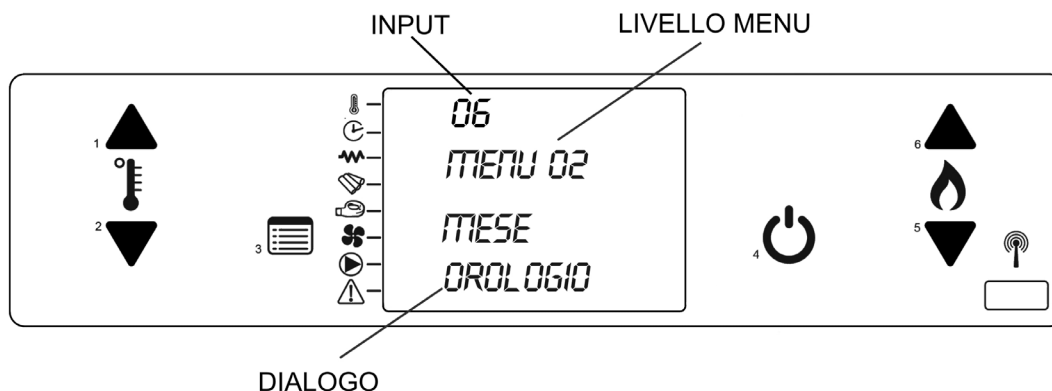 INPUT
LIVELLO MENU
06
MENU 02
MESE
OROLOGIO
1
2
3
4
6
5
DIALOGO